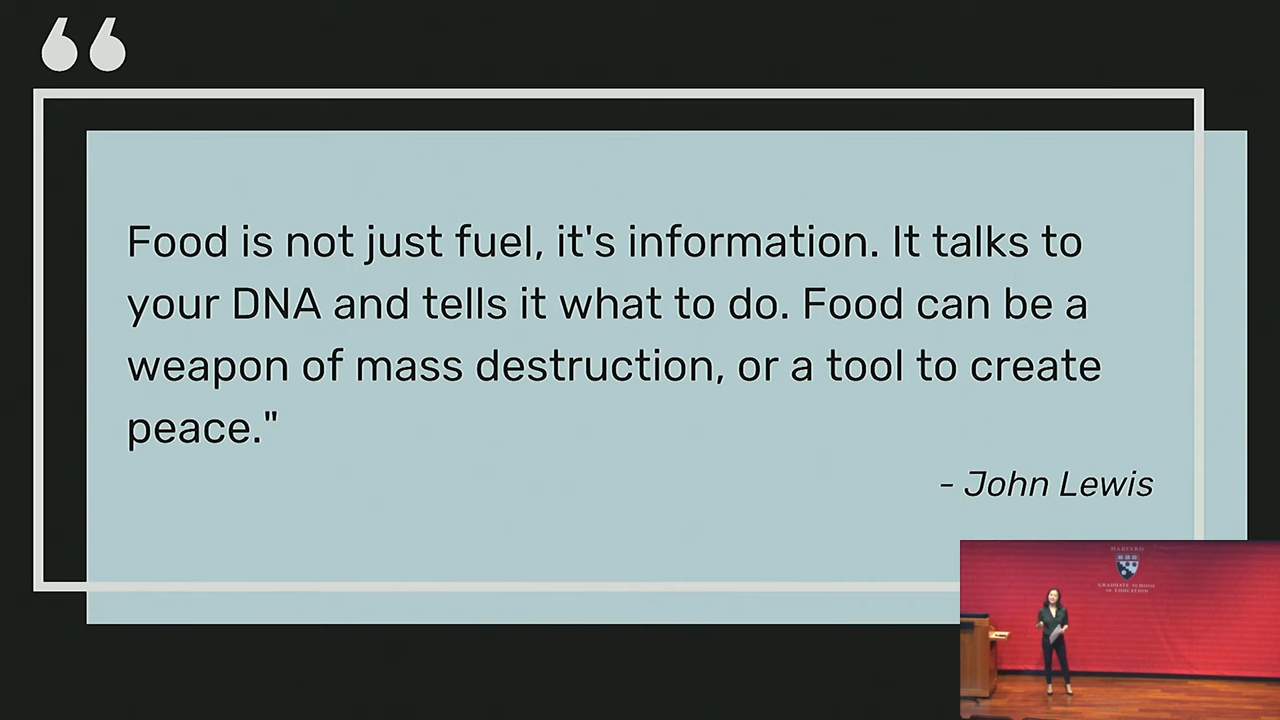 “
Food is not just fuel, it's information. It talks to
your DNA and tells it what to do. Food can be a
weapon of mass destruction, or a tool to create
peace."
- John Lewis
HARVARD
GRADUATE SCHOOL
OF EDUCATION